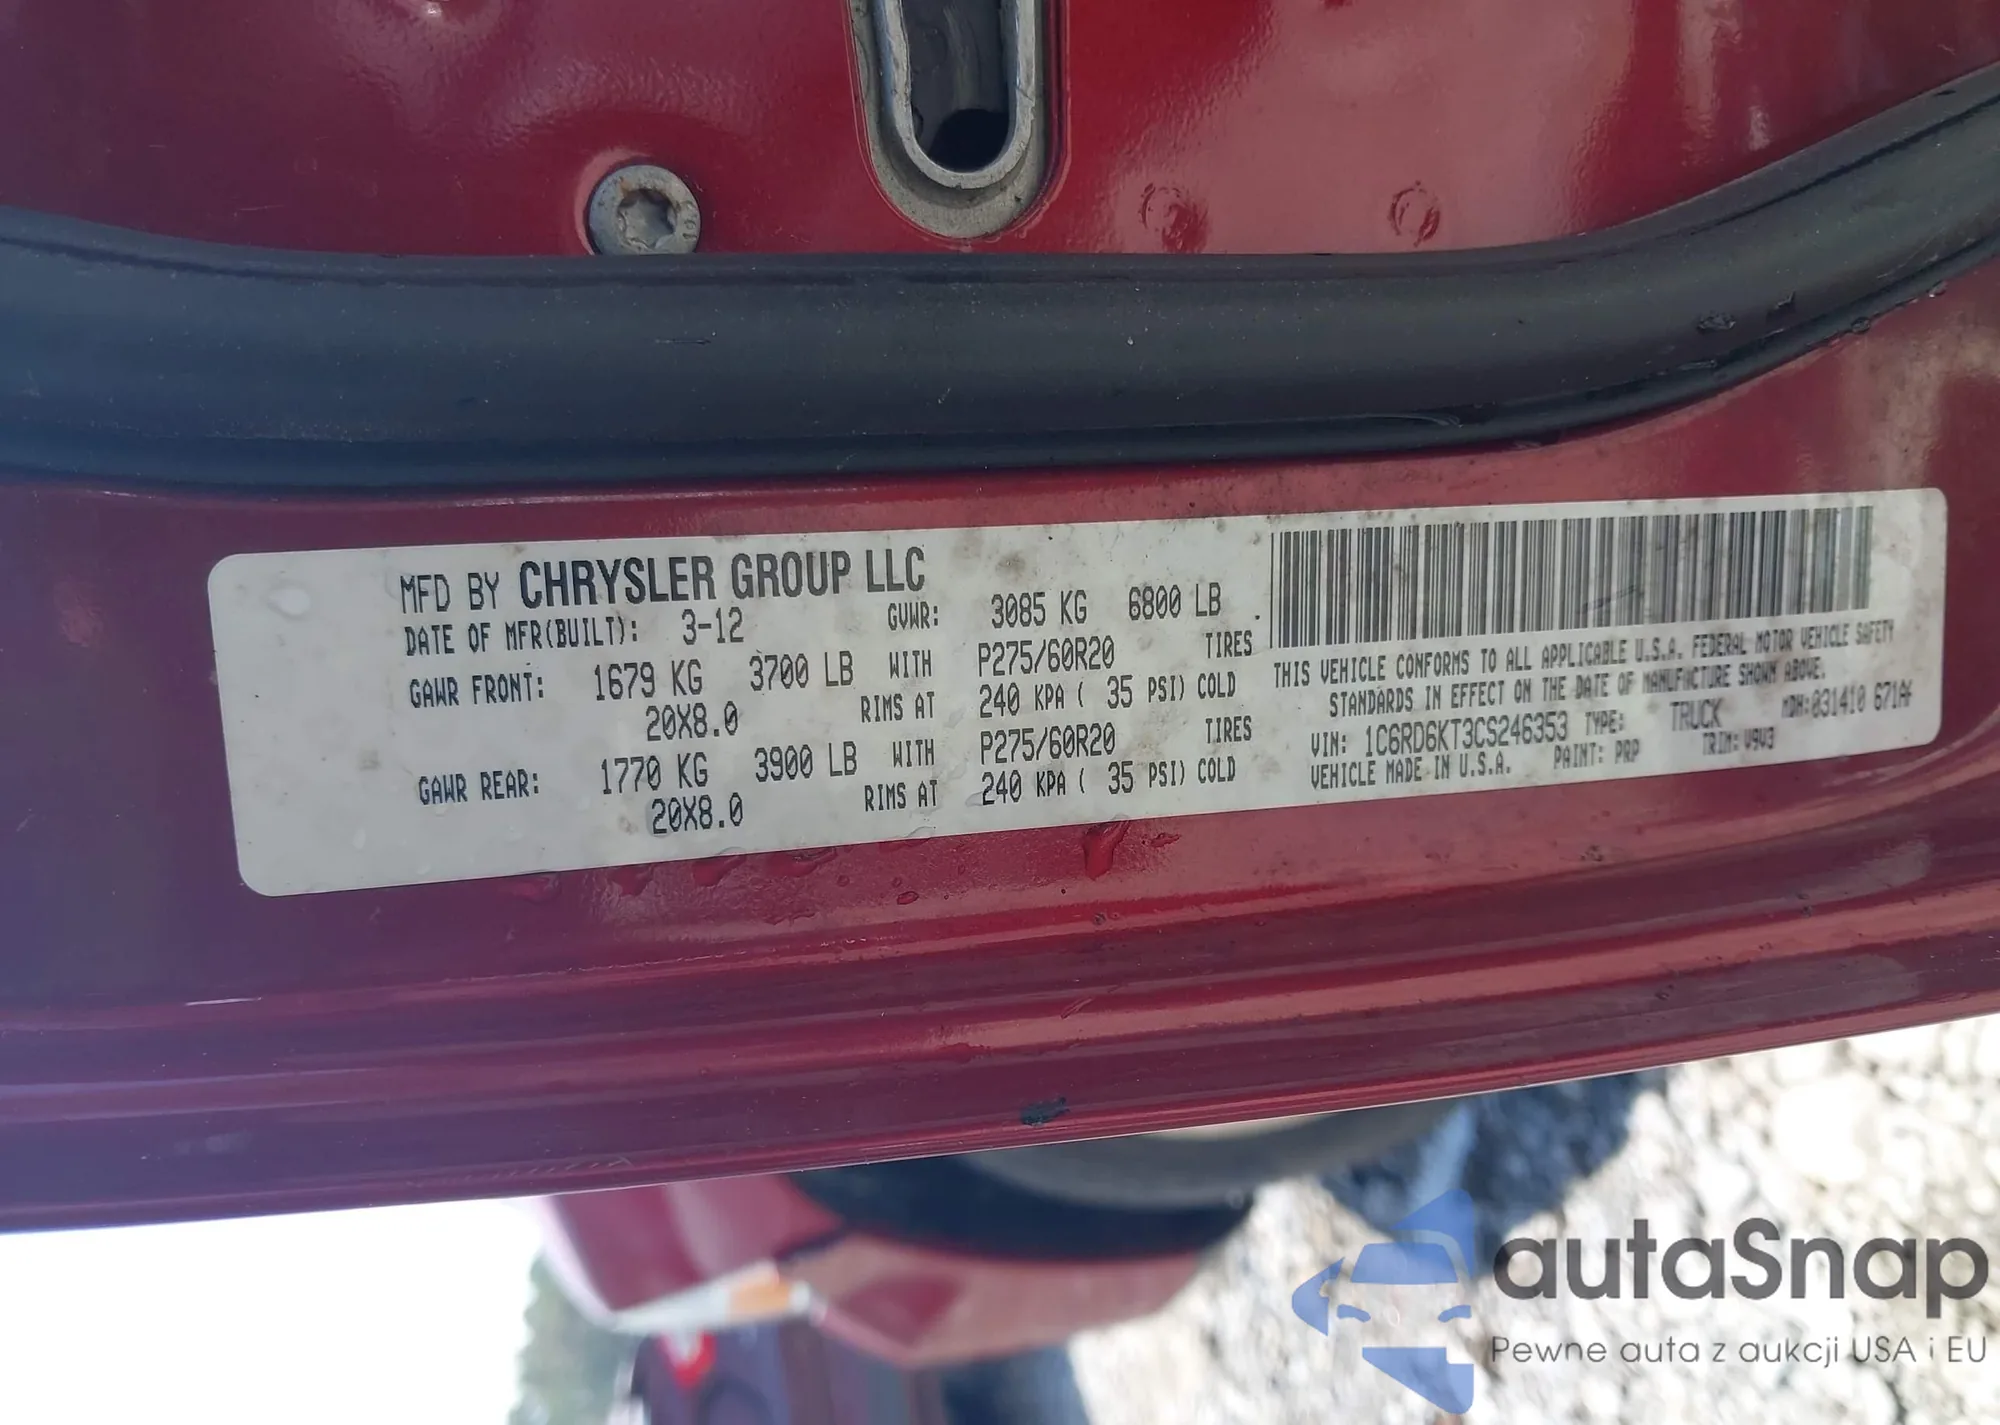 MFD BY CHRYSLER GROUP LLC
DATE OF MFR(BUILT): 3-12 GVWR: 3085 KG 6800 LB
GAWR FRONT: 1679 KG 3700 LB WITH P275/60R20 TIRES
20X8.0 RIMS AT 240 KPA ( 35 PSI) COLD
GAWR REAR: 1770 KG 3900 LB WITH P275/60R20 TIRES
20X8.0 RIMS AT 240 KPA ( 35 PSI) COLD
THIS VEHICLE CONFORMS TO ALL APPLICABLE U.S.A. FEDERAL MOTOR VEHICLE SAFETY
STANDARDS IN EFFECT ON THE DATE OF MANUFACTURE SHOWN ABOVE.
VIN: 1C6RD6KT3CS246353 TYPE: TRUCK MDH:031410 
VEHICLE MADE IN U.S.A. PAINT: PRP TRIM: V9V3
autaSnap
Pewne auta z aukcji USA i EU